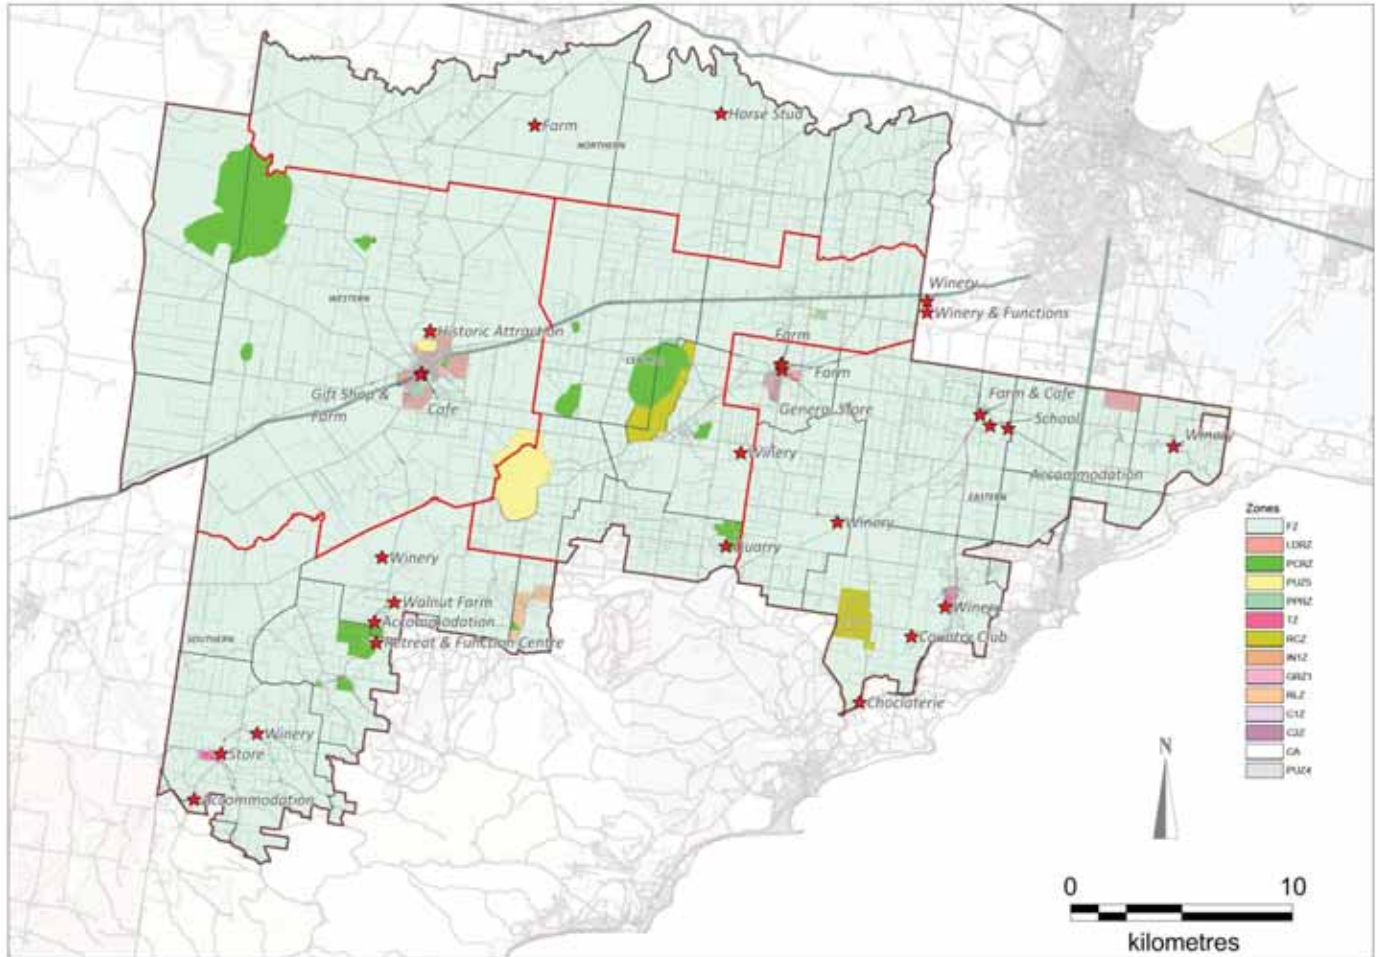 Farm
Horse Stud
NORTHERN
Winery
Winery & Functions
WESTERN
Historic Attraction
Farm
CENTRAL
Farm
Gift Shop &
Farm
Cafe
General Store
Farm & Cafe
School
Winery
Winery
Accommodation
EASTERN
Winery
Quarry
Winery
Walnut Farm
Accomodation
Retreat & Function Centre
SOUTHERN
Winery
Country Club
Choclaterie
Winery
Store
Accommodation
Zones
FZ
LDRZ
PCRZ
PUZ5
PPRZ
TZ
RCZ
IN1Z
GRZ1
RLZ
C1Z
C2Z
CA
PUZ4
N
0 10
kilometres